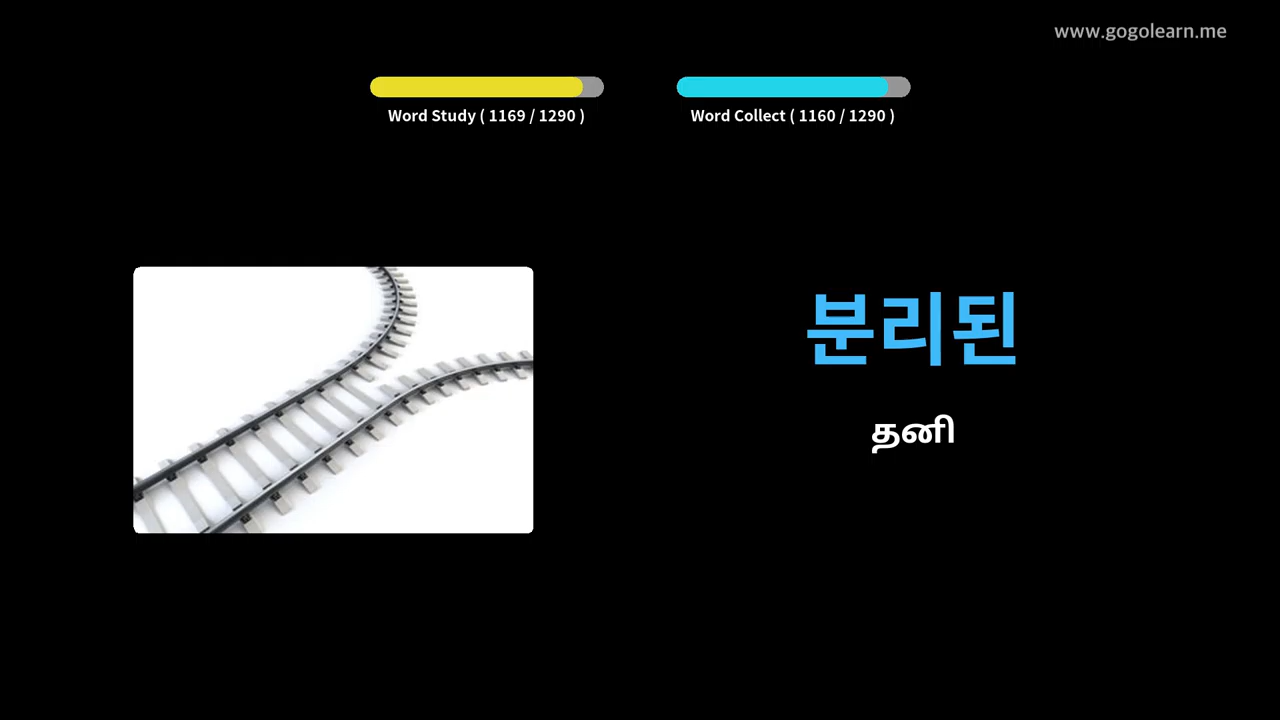 www.gogolearn.me
Word Study ( 1169 / 1290 )
Word Collect ( 1160 / 1290 )
분리된
தனி